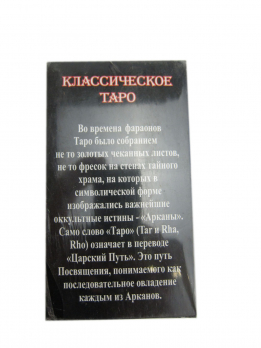 КЛАССИЧЕСКОЕ
ТАРО
Во времена фараонов
Таро было собранием
не то золотых чеканных листов,
не то фресок на стенах тайного
храма, на которых в
символической форме
изображались важнейшие
оккультные истины - «Арканы».
Само слово «Таро» (Tar и Rha,
Rho) означает в переводе
«Царский Путь». Это путь
Посвящения, понимаемого как
последовательное овладение
каждым из Арканов.